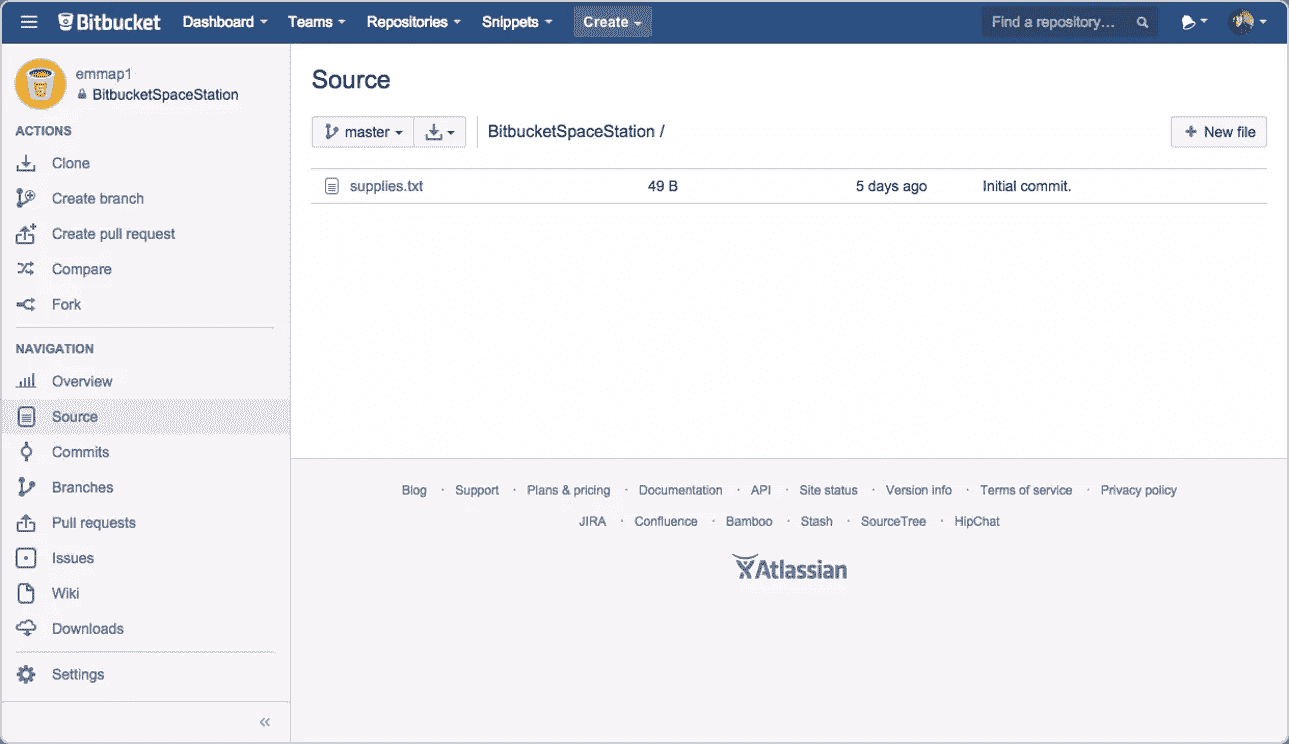 Bitbucket Dashboard Teams Repositories Snippets Create Find a repository...
emmap1
BitbucketSpaceStation
ACTIONS
Clone
Create branch
Create pull request
Compare
Fork
NAVIGATION
Overview
Source
Commits
Branches
Pull requests
Issues
Wiki
Downloads
Settings
«
Source
master BitbucketSpaceStation / + New file
supplies.txt 49 B 5 days ago Initial commit.
Blog · Support · Plans & pricing · Documentation · API · Site status · Version info · Terms of service · Privacy policy
JIRA · Confluence · Bamboo · Stash · SourceTree · HipChat
Atlassian